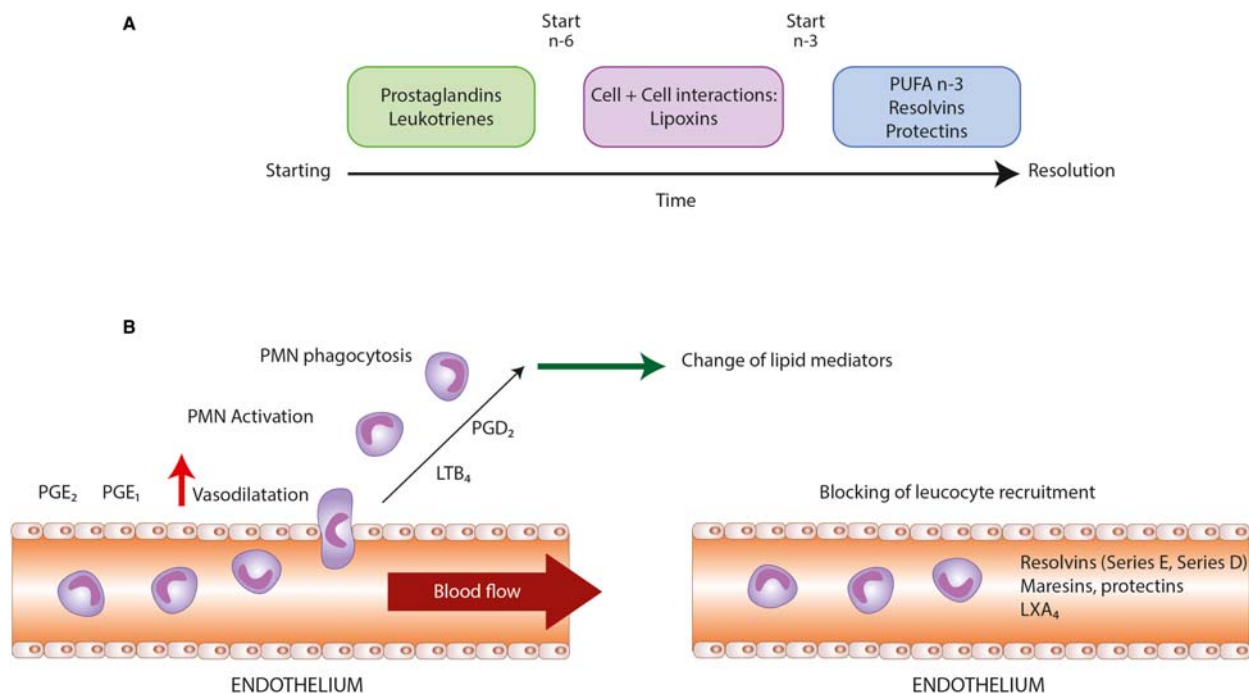 A
Start
n-6
Start
n-3
Prostaglandins
Leukotrienes
Cell + Cell interactions:
Lipoxins
PUFA n-3
Resolvins
Protectins
Starting
Resolution
Time
B
PMN phagocytosis
Change of lipid mediators
PMN Activation
PGD₂
LTB₄
PGE₂
PGE₁
Vasodilatation
Blocking of leucocyte recruitment
Blood flow
Resolvins (Series E, Series D)
Maresins, protectins
LXA₄
ENDOTHELIUM
ENDOTHELIUM